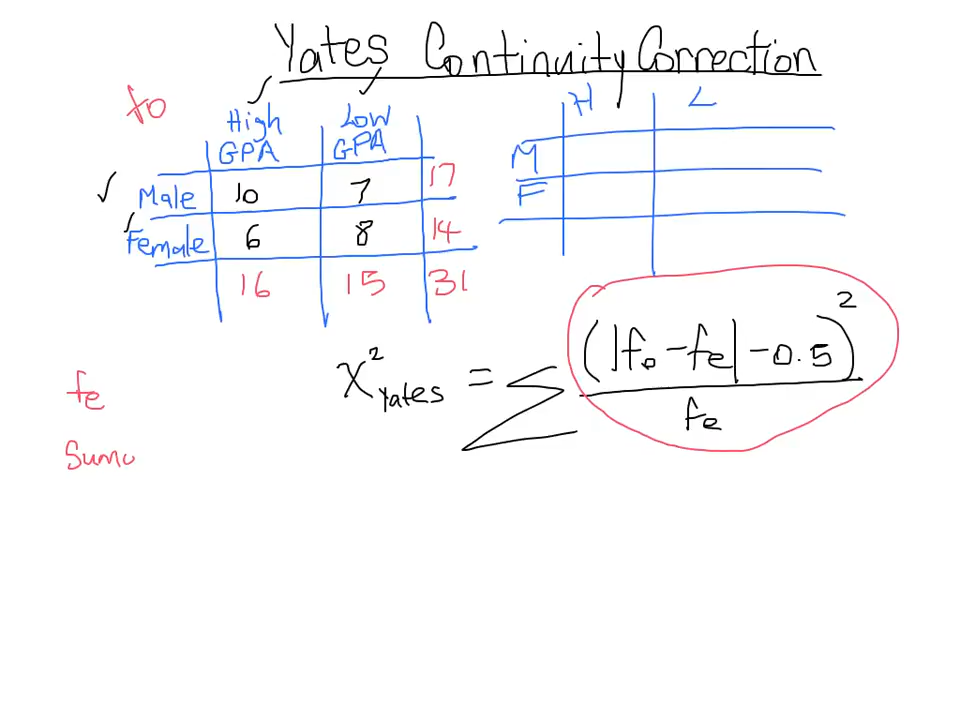 Yates Continuity Correction
fo
High GPA Low GPA
Male 10 7 17
Female 6 8 14
16 15 31
H L
M
F
χ²Yates = Σ (|fo - fe| - 0.5)² / fe
fe
Sumo